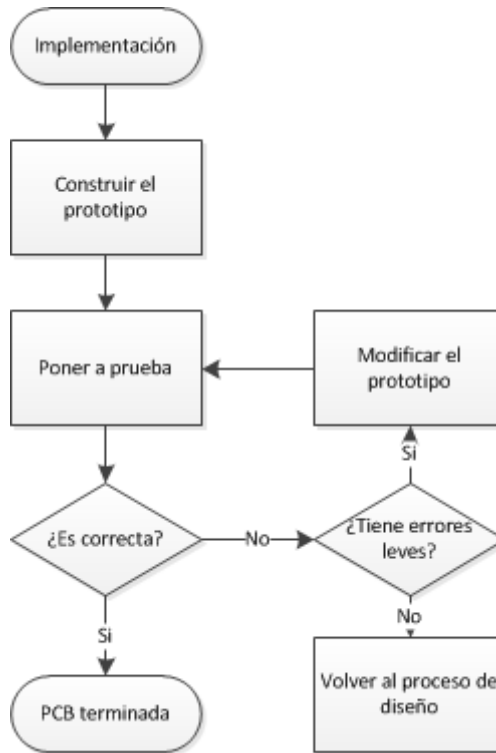 Implementación
Construir el
prototipo
Poner a prueba
Modificar el
prototipo
Si
¿Es correcta?
No
¿Tiene errores
leves?
Si
No
PCB terminada
Volver al proceso de
diseño